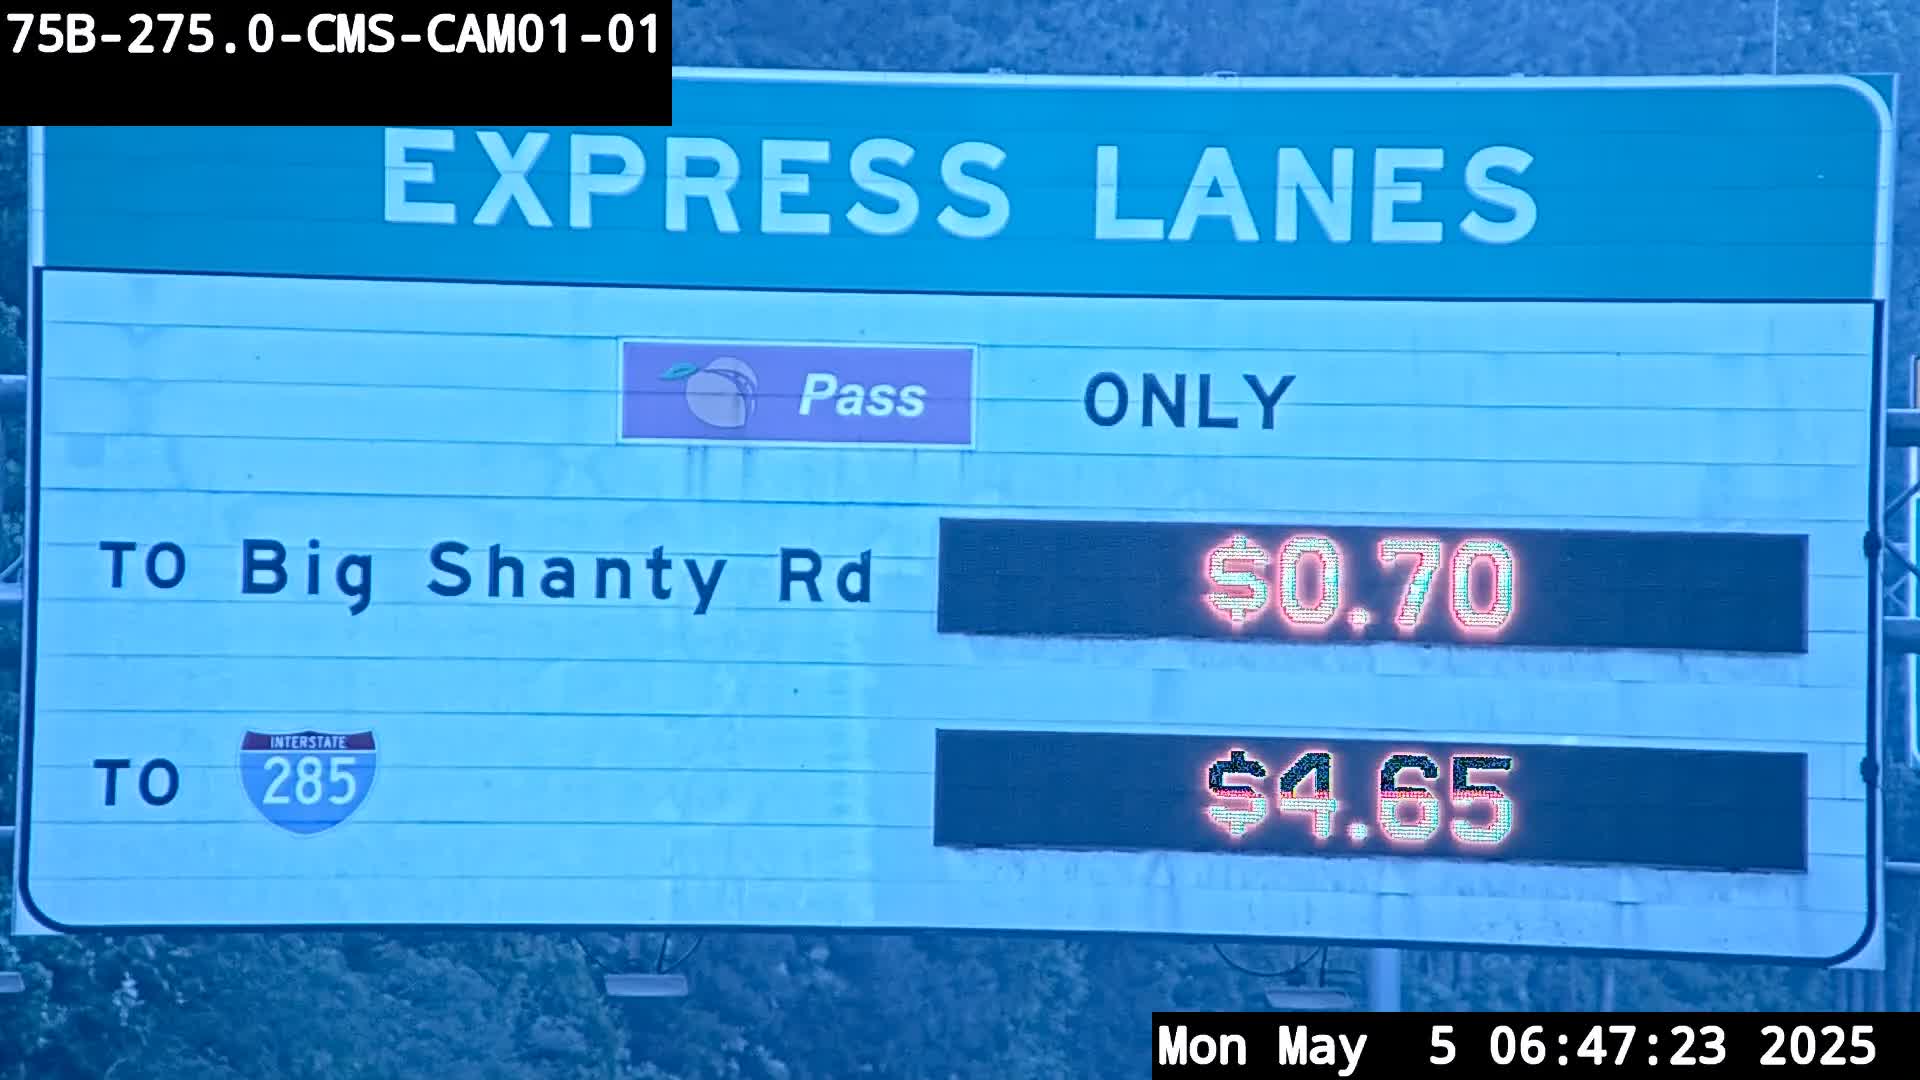 75B-275.0-CMS-CAM01-01
EXPRESS LANES
Pass ONLY
TO Big Shanty Rd $0.70
INTERSTATE
TO 285 $4.65
Mon May 5 06:47:23 2025